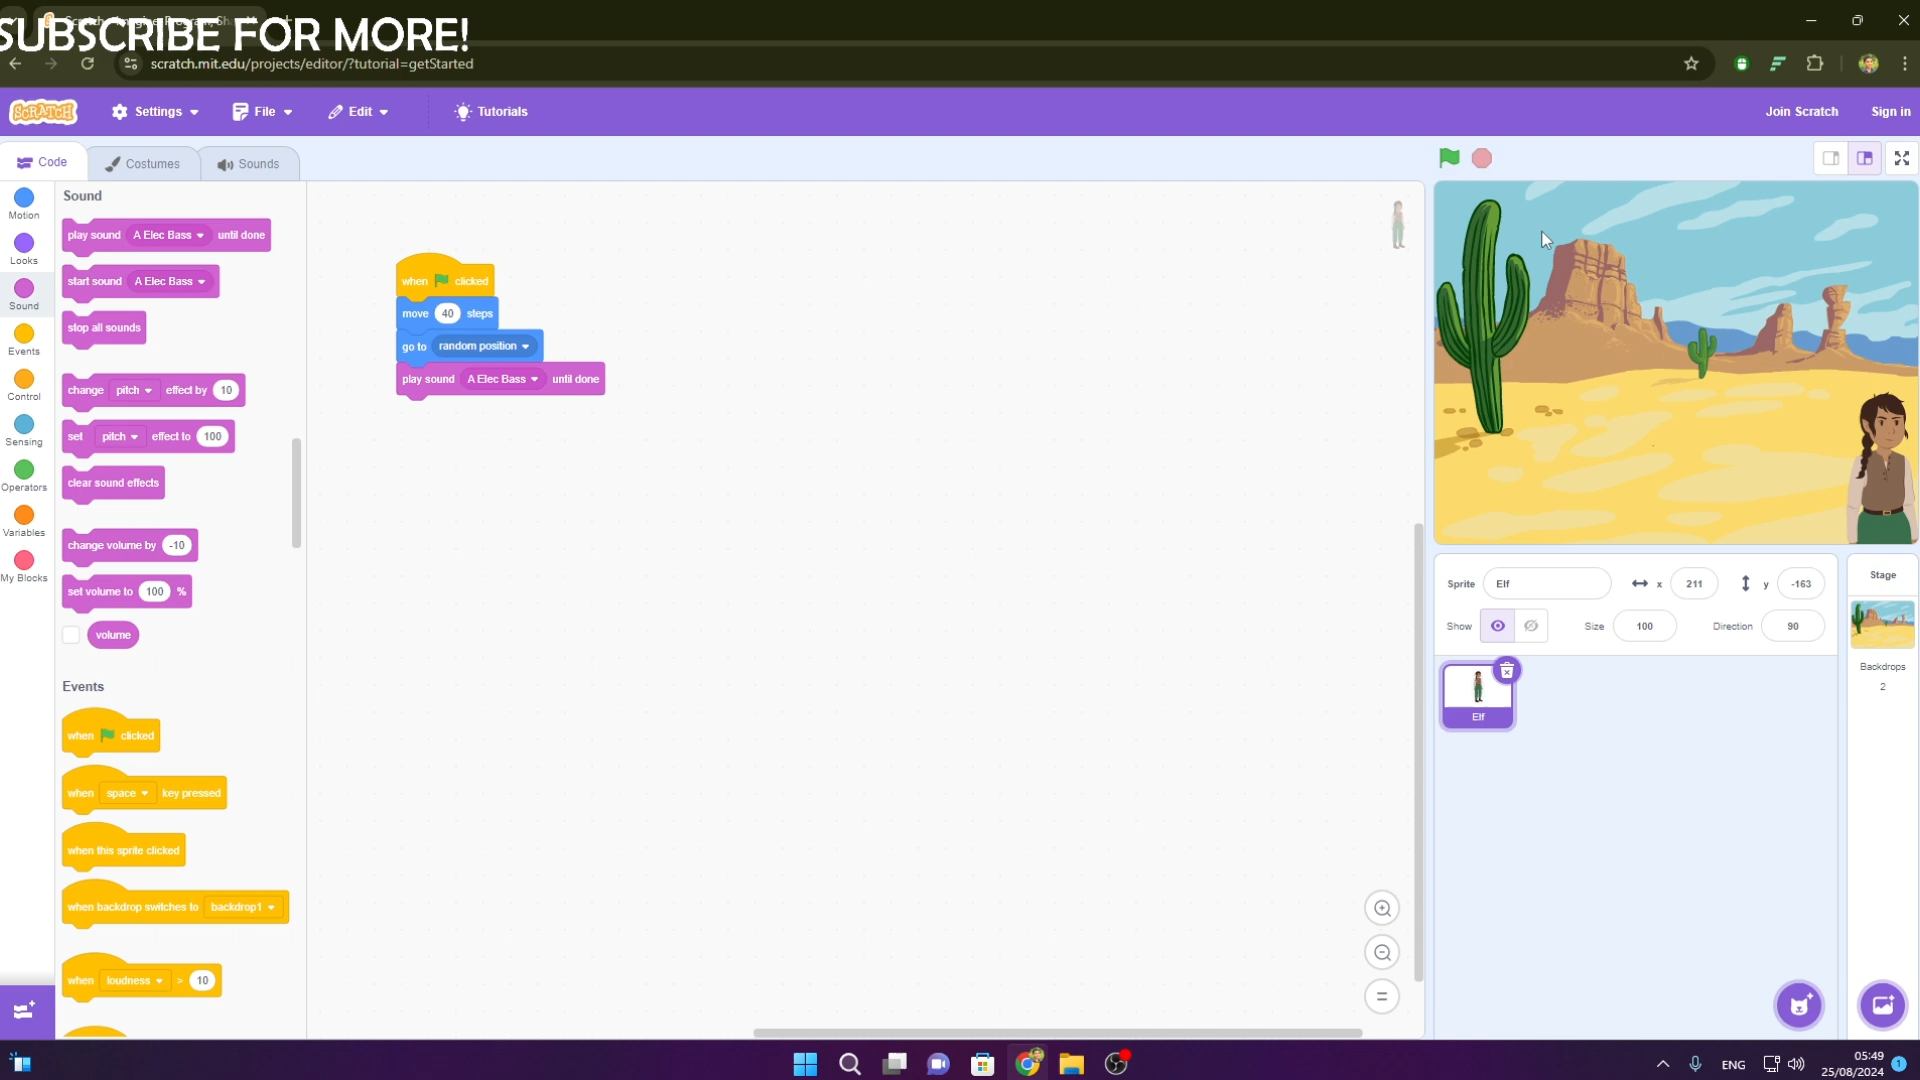 SUBSCRIBE FOR MORE!
scratch.mit.edu/projects/editor/?tutorial=getStarted
SCRATCH Settings File Edit Tutorials Join Scratch Sign in
Code Costumes Sounds
Motion
Looks
Sound
Events
Control
Sensing
Operators
Variables
My Blocks
Sound
play sound A Elec Bass until done
start sound A Elec Bass
stop all sounds
change pitch effect by 10
set pitch effect to 100
clear sound effects
change volume by -10
set volume to 100 %
volume
Events
when clicked
when space key pressed
when this sprite clicked
when backdrop switches to backdrop1
when loudness > 10
when clicked
move 40 steps
go to random position
play sound A Elec Bass until done
Sprite Elf x 211 y -163
Show Size 100 Direction 90
Elf
Stage
Backdrops
2
ENG
05:49
25/08/2024
1